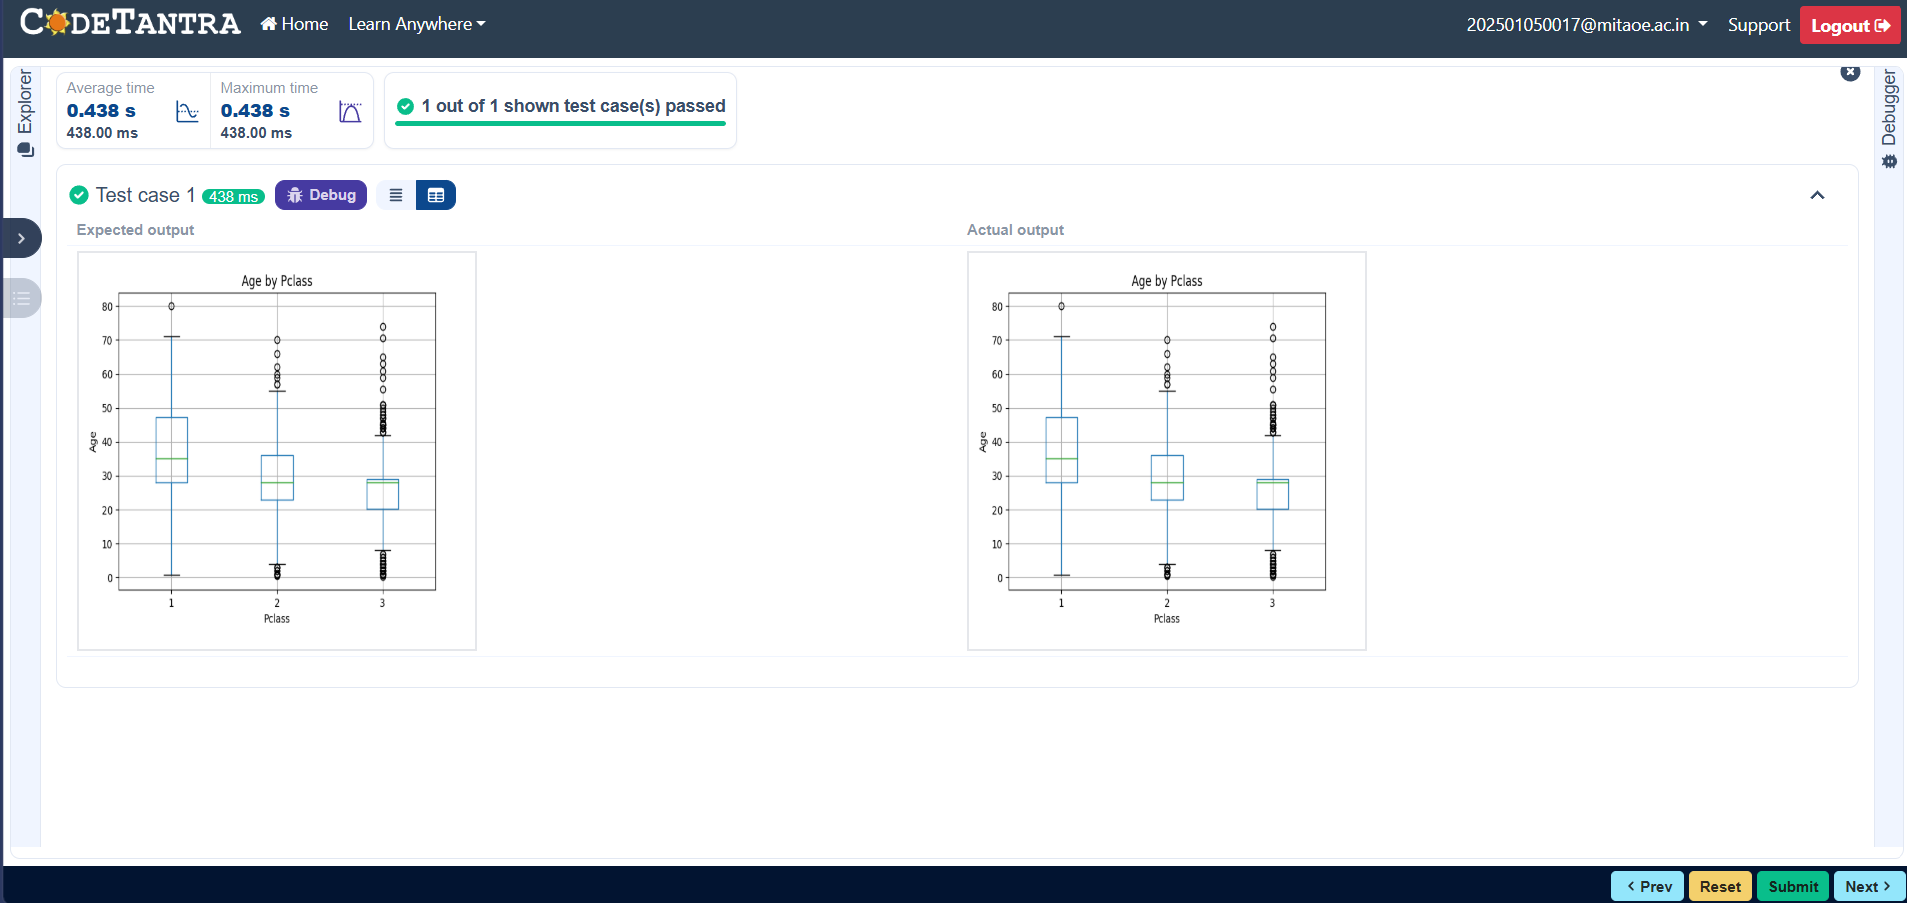 CODETANTRA Home Learn Anywhere 202501050017@mitaoe.ac.in Support Logout
Explorer
Average time
0.438 s
438.00 ms
Maximum time
0.438 s
438.00 ms
1 out of 1 shown test case(s) passed
Debugger
Test case 1 438 ms Debug
Expected output
Age by Pclass
80
70
60
50
40
30
20
10
0
Age
1 2 3
Pclass
Actual output
Age by Pclass
80
70
60
50
40
30
20
10
0
Age
1 2 3
Pclass
Prev Reset Submit Next